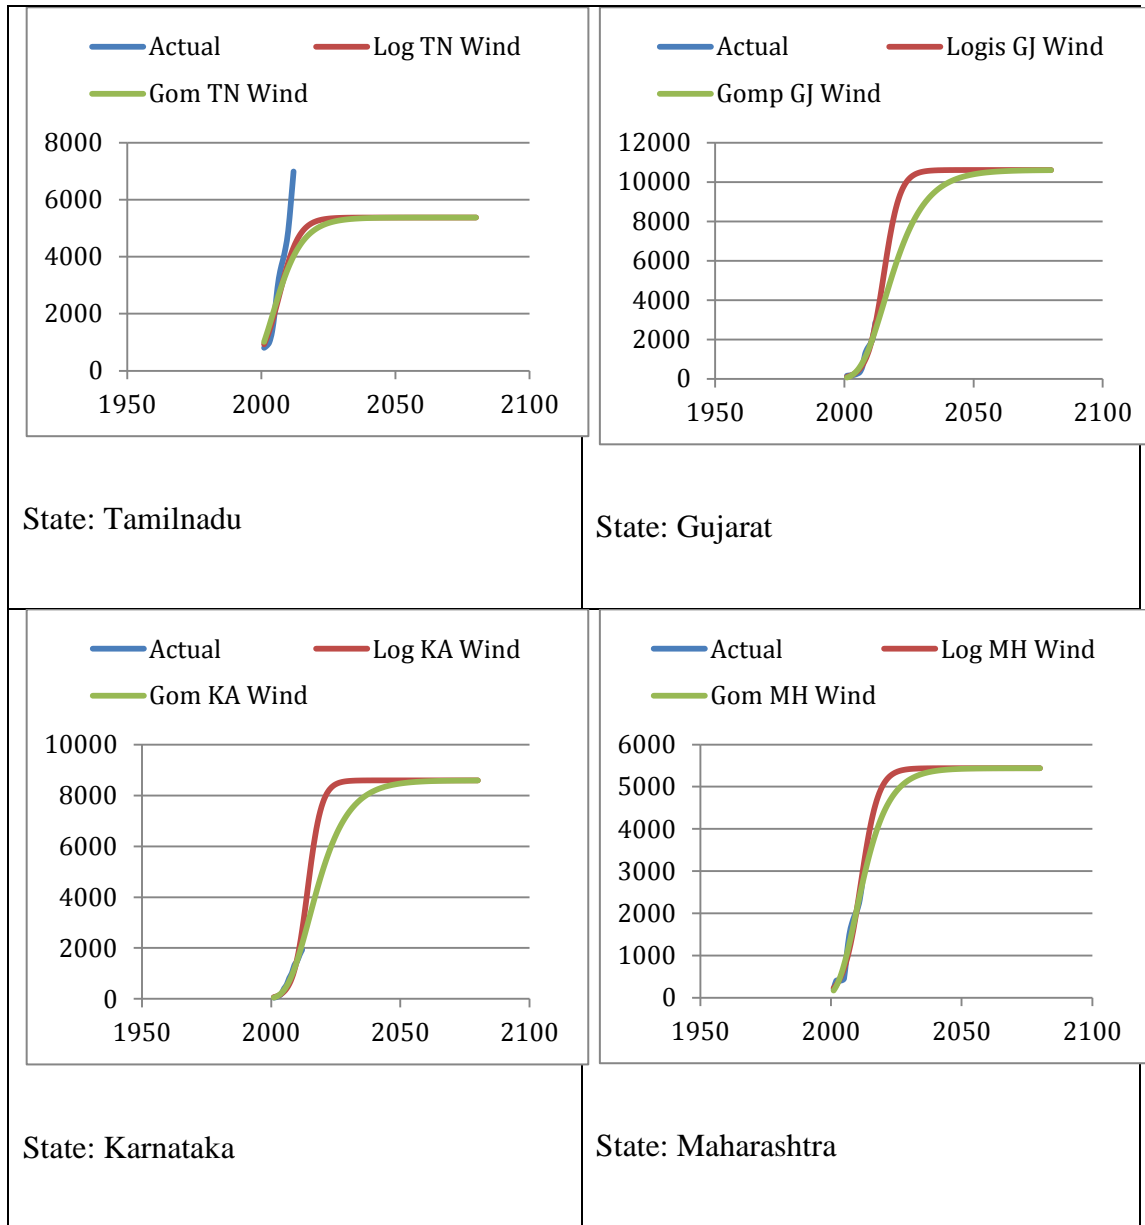 Actual Log TN Wind
Gom TN Wind
8000
6000
4000
2000
0
1950 2000 2050 2100
State: Tamilnadu
Actual Logis GJ Wind
Gomp GJ Wind
12000
10000
8000
6000
4000
2000
0
1950 2000 2050 2100
State: Gujarat
Actual Log KA Wind
Gom KA Wind
10000
8000
6000
4000
2000
0
1950 2000 2050 2100
State: Karnataka
Actual Log MH Wind
Gom MH Wind
6000
5000
4000
3000
2000
1000
0
1950 2000 2050 2100
State: Maharashtra